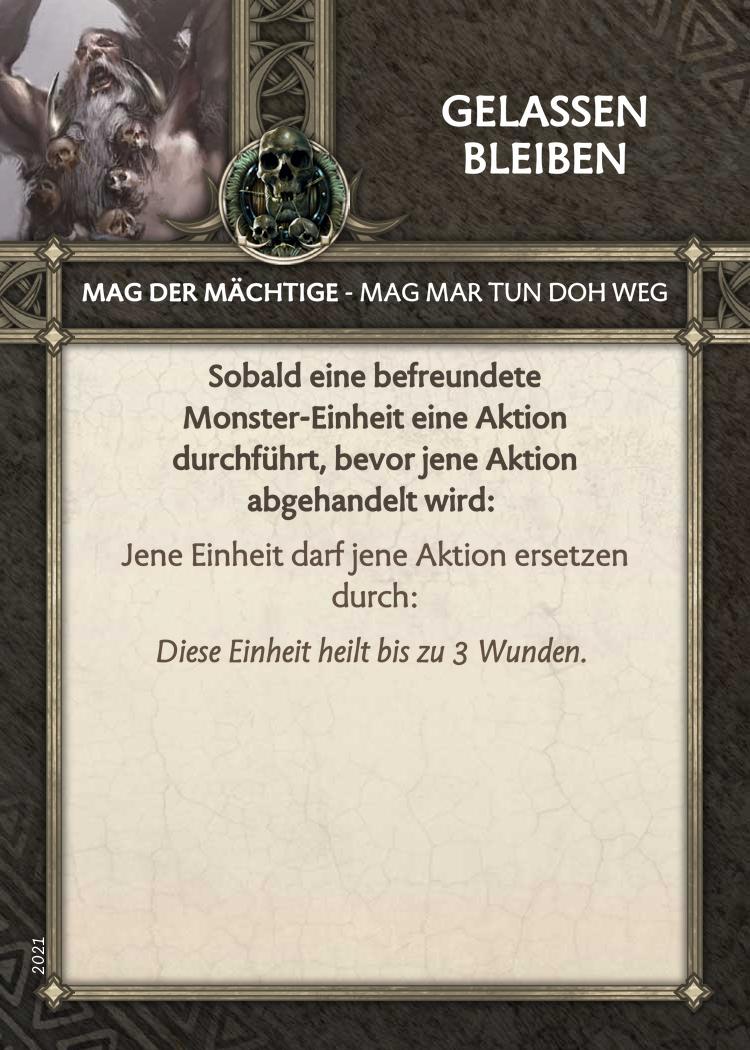 GELASSEN
BLEIBEN
MAG DER MÄCHTIGE - MAG MAR TUN DOH WEG
Sobald eine befreundete
Monster-Einheit eine Aktion
durchführt, bevor jene Aktion
abgehandelt wird:
Jene Einheit darf jene Aktion ersetzen
durch:
Diese Einheit heilt bis zu 3 Wunden.
2021